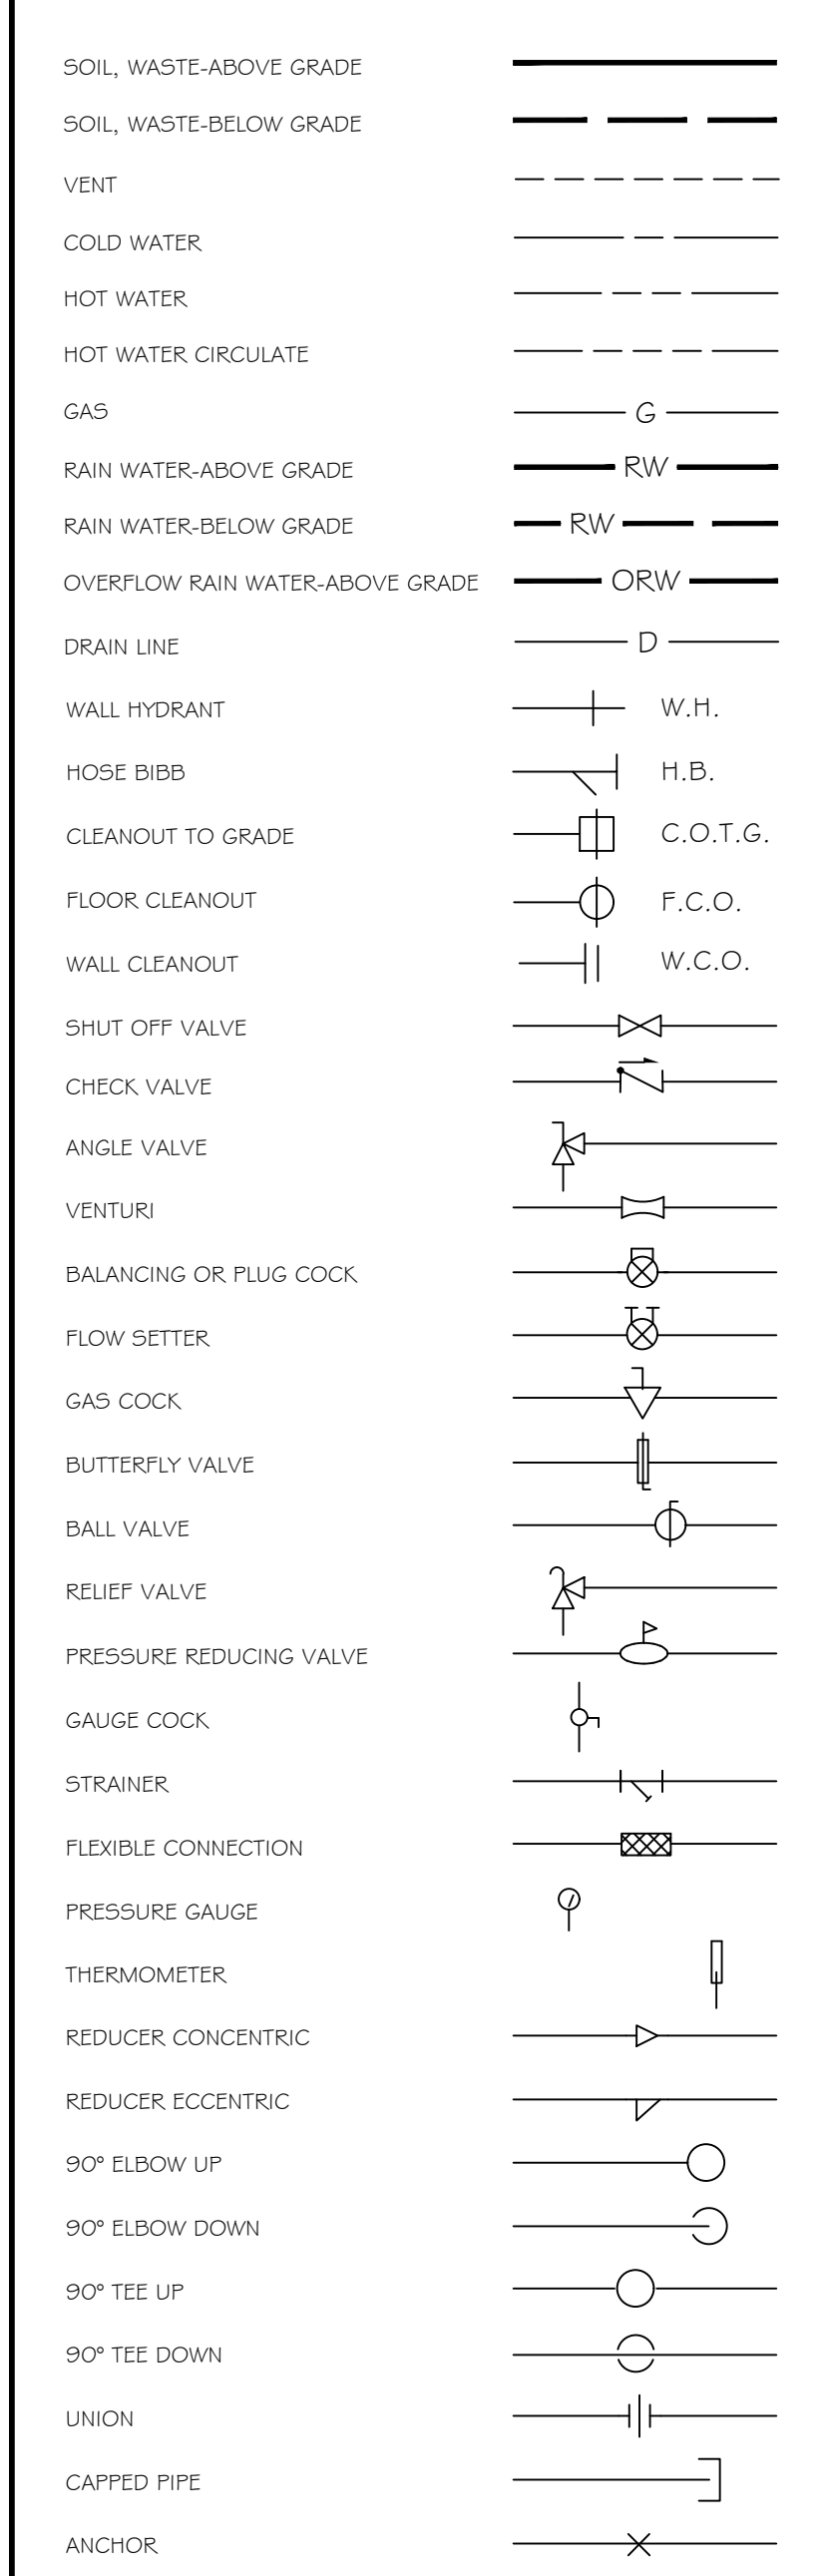 SOIL, WASTE-ABOVE GRADE
SOIL, WASTE-BELOW GRADE
VENT
COLD WATER
HOT WATER
HOT WATER CIRCULATE
GAS G
RAIN WATER-ABOVE GRADE RW
RAIN WATER-BELOW GRADE RW
OVERFLOW RAIN WATER-ABOVE GRADE ORW
DRAIN LINE D
WALL HYDRANT W.H.
HOSE BIBB H.B.
CLEANOUT TO GRADE C.O.T.G.
FLOOR CLEANOUT F.C.O.
WALL CLEANOUT W.C.O.
SHUT OFF VALVE
CHECK VALVE
ANGLE VALVE
VENTURI
BALANCING OR PLUG COCK
FLOW SETTER
GAS COCK
BUTTERFLY VALVE
BALL VALVE
RELIEF VALVE
PRESSURE REDUCING VALVE
GAUGE COCK
STRAINER
FLEXIBLE CONNECTION
PRESSURE GAUGE
THERMOMETER
REDUCER CONCENTRIC
REDUCER ECCENTRIC
90° ELBOW UP
90° ELBOW DOWN
90° TEE UP
90° TEE DOWN
UNION
CAPPED PIPE
ANCHOR